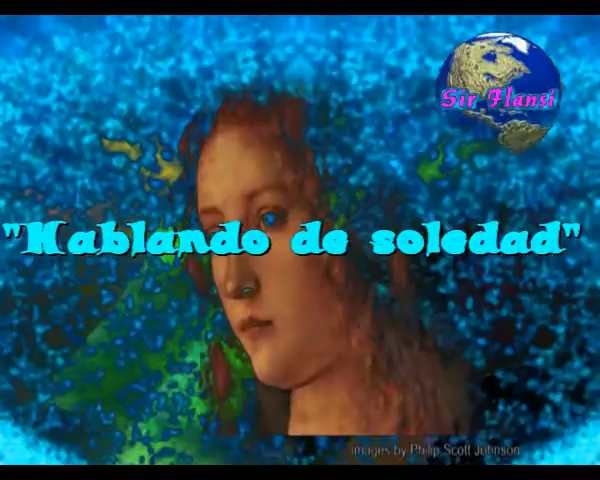 Sir Flansi
"Hablando de soledad"
images by Philip Scott Johnson